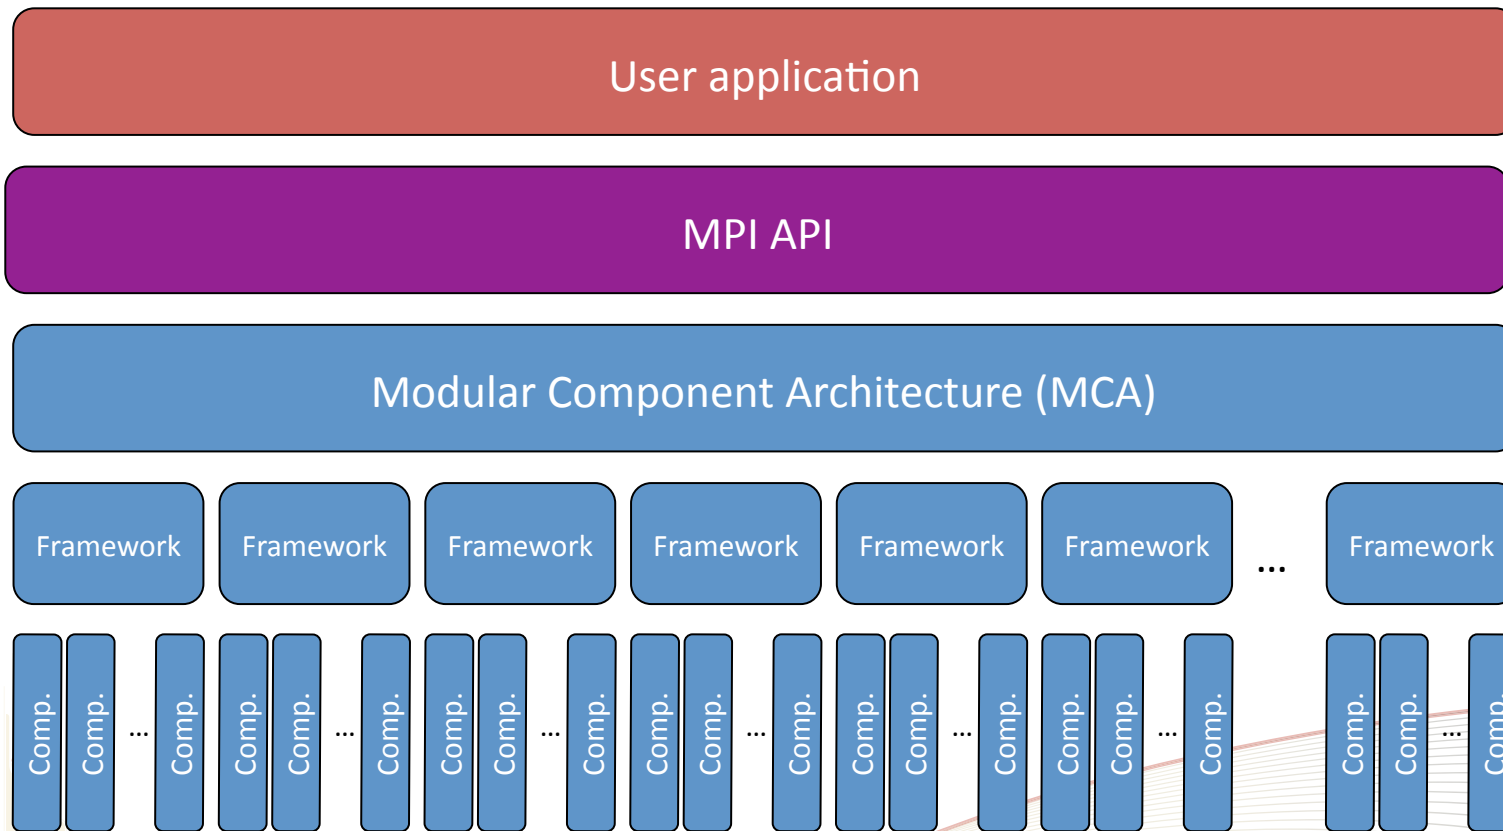 User application
MPI API
Modular Component Architecture (MCA)
Framework Framework Framework Framework Framework Framework ... Framework
Comp. Comp. ... Comp. Comp. Comp. ... Comp. Comp. Comp. ... Comp. Comp. Comp. ... Comp. Comp. Comp. ... Comp. Comp. Comp. ... Comp. Comp. Comp. ... Comp.